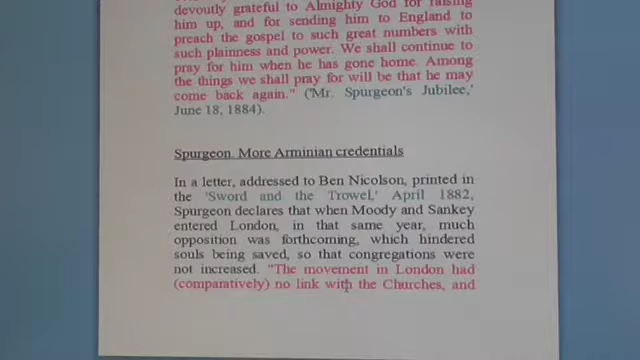 devoutly grateful to Almighty God for raising
him up, and for sending him to England to
preach the gospel to such great numbers with
such plainness and power. We shall continue to
pray for him when he has gone home. Among
the things we shall pray for will be that he may
come back again." ('Mr. Spurgeon's Jubilee,'
June 18, 1884).
Spurgeon. More Arminian credentials
In a letter, addressed to Ben Nicolson, printed in
the 'Sword and the Trowel,' April 1882,
Spurgeon declares that when Moody and Sankey
entered London, in that same year, much
opposition was forthcoming, which hindered
souls being saved, so that congregations were
not increased. "The movement in London had
(comparatively) no link with the Churches, and